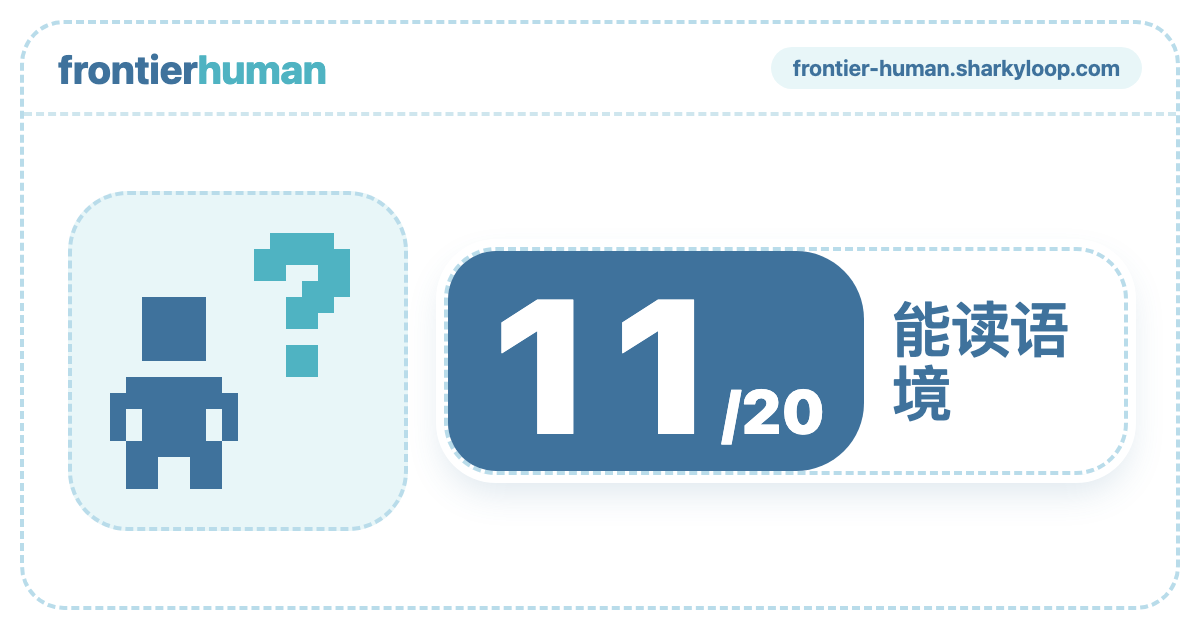 frontierhuman
frontier-human.sharkyloop.com
?
11/20
能读语
境